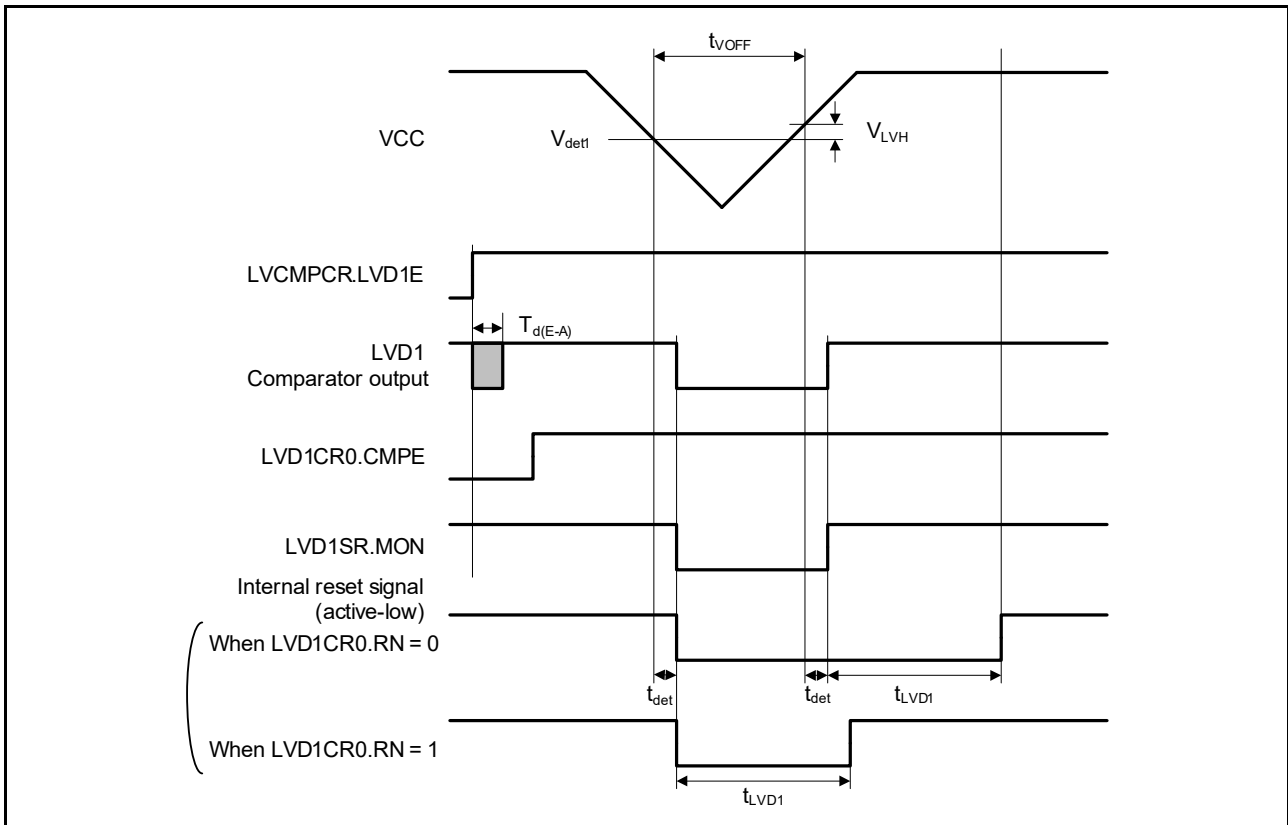 tVOFF
VCC
Vdet1
VLVH
LVCMPCR.LVD1E
Td(E-A)
LVD1
Comparator output
LVD1CR0.CMPE
LVD1SR.MON
Internal reset signal
(active-low)
When LVD1CR0.RN = 0
tdet
tdet
tLVD1
When LVD1CR0.RN = 1
tLVD1